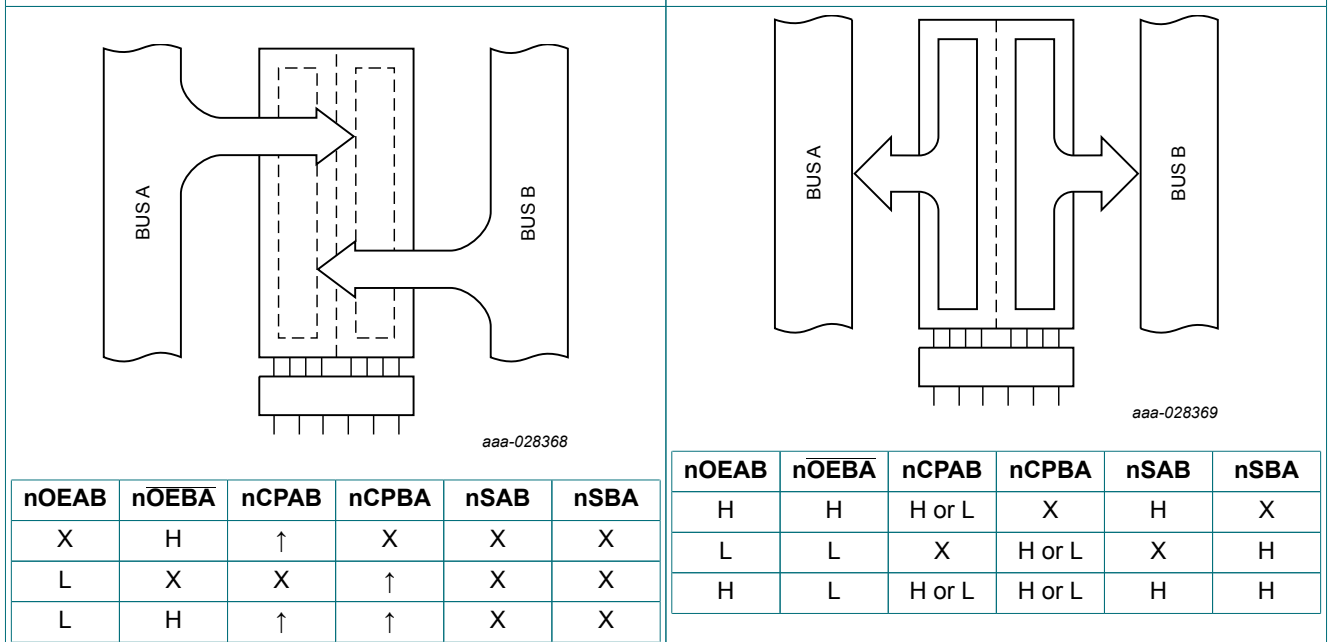 BUS A
BUS B
aaa-028368
nOEAB nOEBA nCPAB nCPBA nSAB nSBA
X H ↑ X X X
L X X ↑ X X
L H ↑ ↑ X X
BUS A
BUS B
aaa-028369
nOEAB nOEBA nCPAB nCPBA nSAB nSBA
H H H or L X H X
L L X H or L X H
H L H or L H or L H H